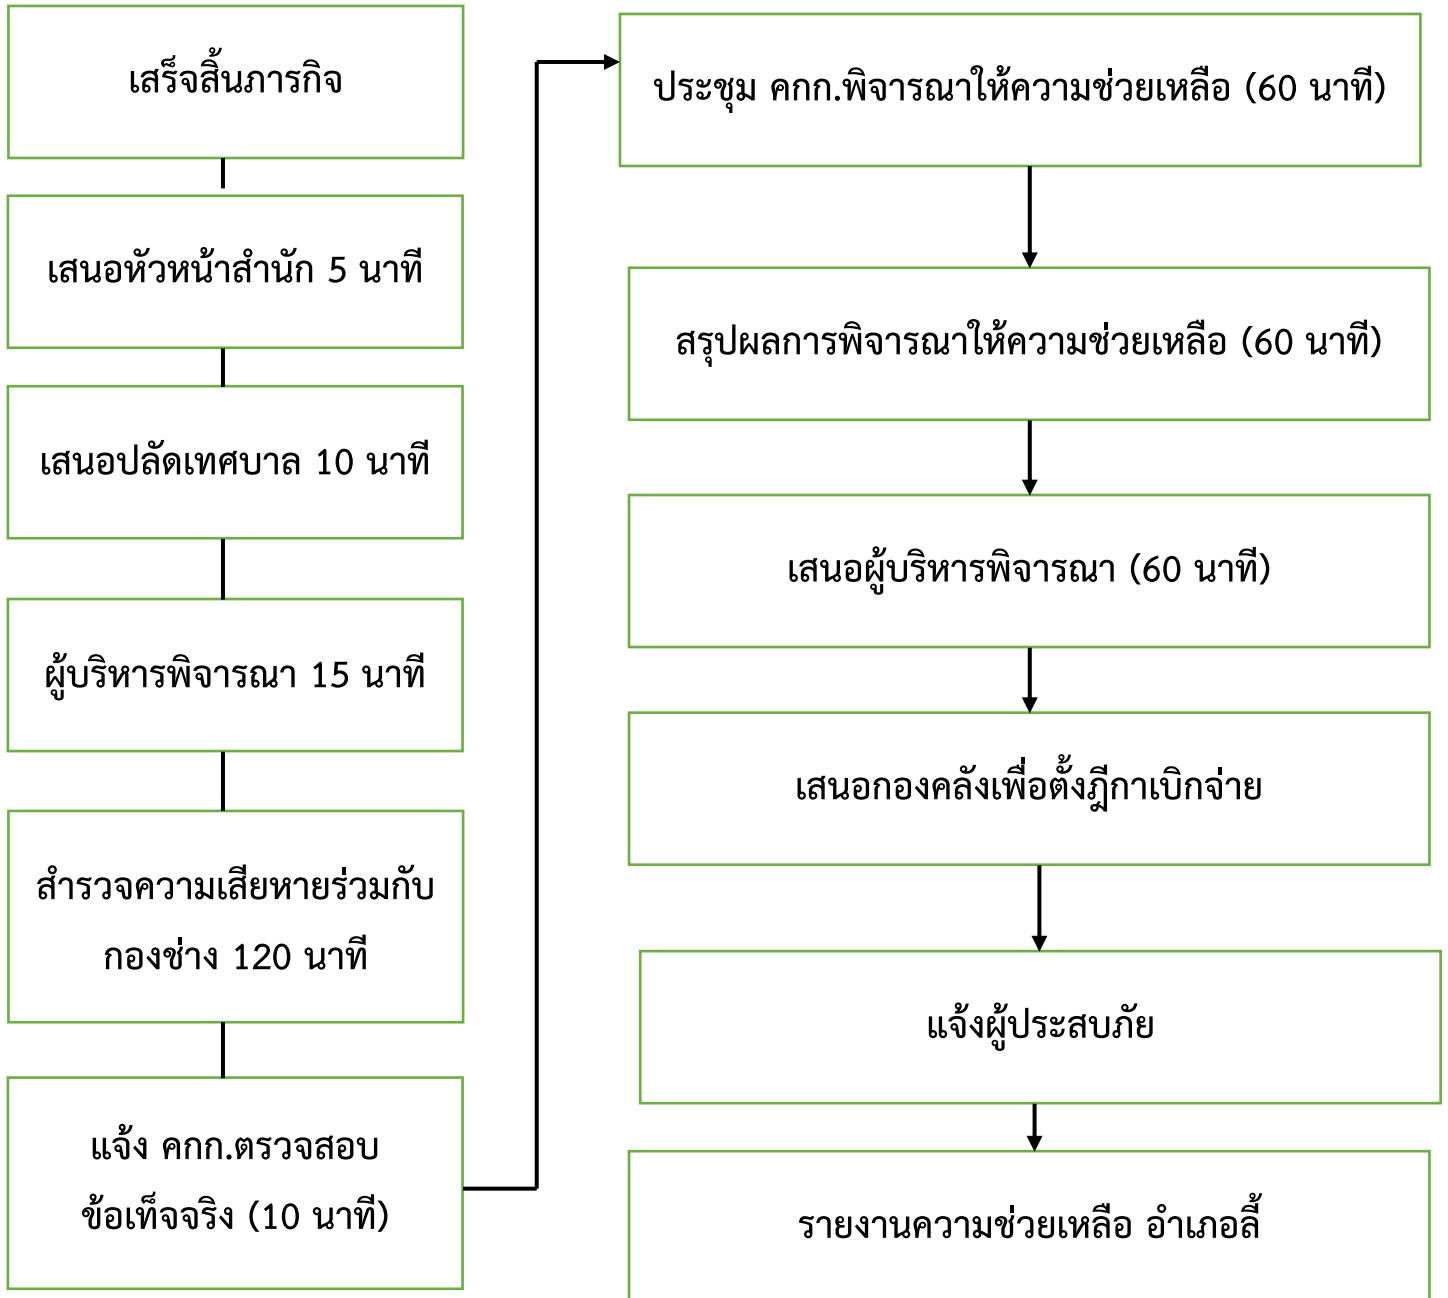 เสร็จสิ้นภารกิจ
เสนอหัวหน้าสำนัก 5 นาที
เสนอปลัดเทศบาล 10 นาที
ผู้บริหารพิจารณา 15 นาที
สำรวจความเสียหายร่วมกับ
กองช่าง 120 นาที
แจ้ง คกก.ตรวจสอบ
ข้อเท็จจริง (10 นาที)
ประชุม คกก.พิจารณาให้ความช่วยเหลือ (60 นาที)
สรุปผลการพิจารณาให้ความช่วยเหลือ (60 นาที)
เสนอผู้บริหารพิจารณา (60 นาที)
เสนอกองคลังเพื่อตั้งฎีกาเบิกจ่าย
แจ้งผู้ประสบภัย
รายงานความช่วยเหลือ อำเภอลี้